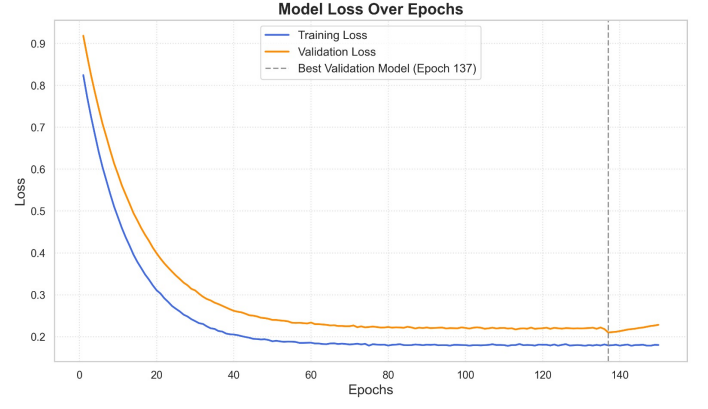 Model Loss Over Epochs
Training Loss
Validation Loss
Best Validation Model (Epoch 137)
Loss
0.9
0.8
0.7
0.6
0.5
0.4
0.3
0.2
0 20 40 60 80 100 120 140
Epochs